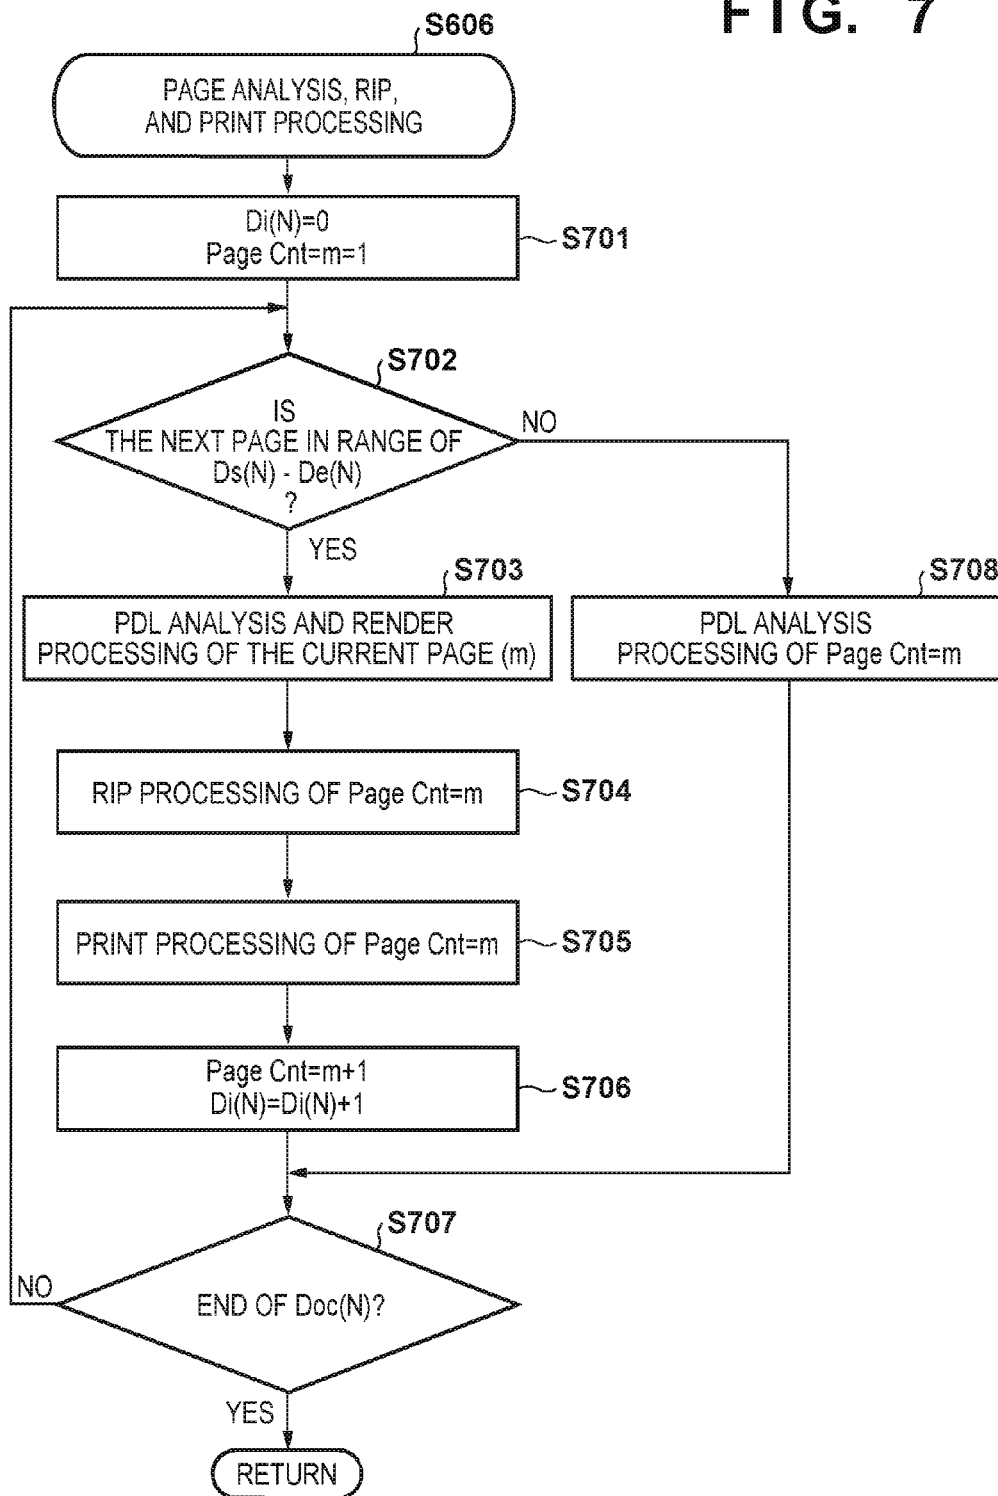 FIG. 7
S606
PAGE ANALYSIS, RIP,
AND PRINT PROCESSING
Di(N)=0
Page Cnt=m=1
S701
S702
IS
THE NEXT PAGE IN RANGE OF
Ds(N) - De(N)
?
NO
YES
S703
PDL ANALYSIS AND RENDER
PROCESSING OF THE CURRENT PAGE (m)
S708
PDL ANALYSIS
PROCESSING OF Page Cnt=m
RIP PROCESSING OF Page Cnt=m
S704
PRINT PROCESSING OF Page Cnt=m
S705
Page Cnt=m+1
Di(N)=Di(N)+1
S706
S707
END OF Doc(N)?
NO
YES
RETURN